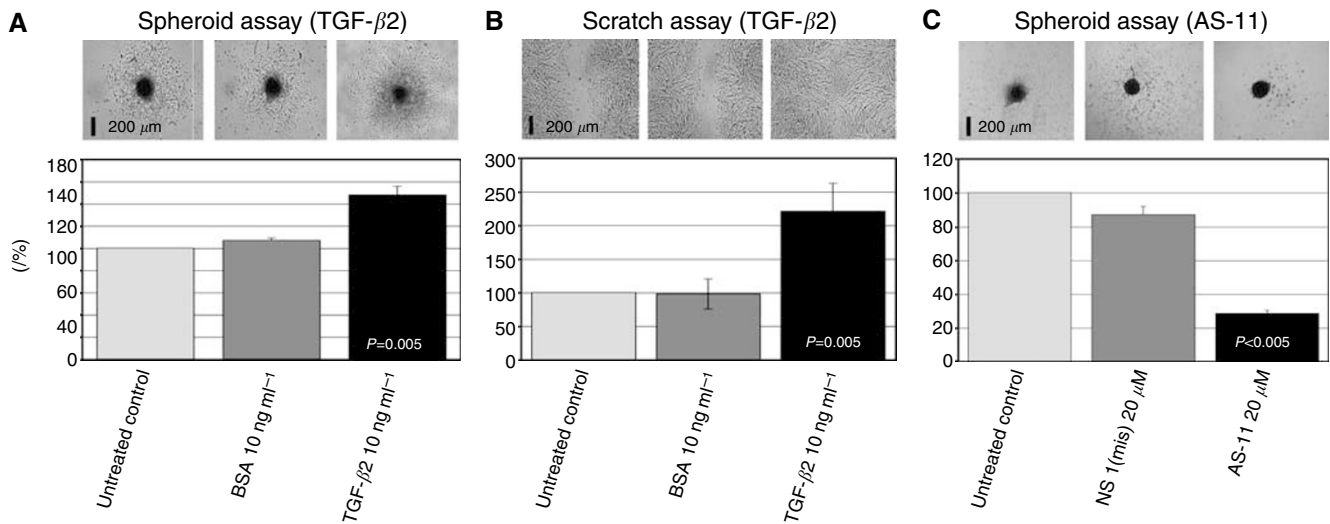 A
Spheroid assay (TGF-β2)
200 μm
180
140
120
100
80
60
40
20
0
(/%)
P=0.005
Untreated control
BSA 10 ng ml⁻¹
TGF-β2 10 ng ml⁻¹
B
Scratch assay (TGF-β2)
200 μm
300
250
200
150
100
50
0
P=0.005
Untreated control
BSA 10 ng ml⁻¹
TGF-β2 10 ng ml⁻¹
C
Spheroid assay (AS-11)
200 μm
120
100
80
60
40
20
0
P<0.005
Untreated control
NS 1(mis) 20 μM
AS-11 20 μM